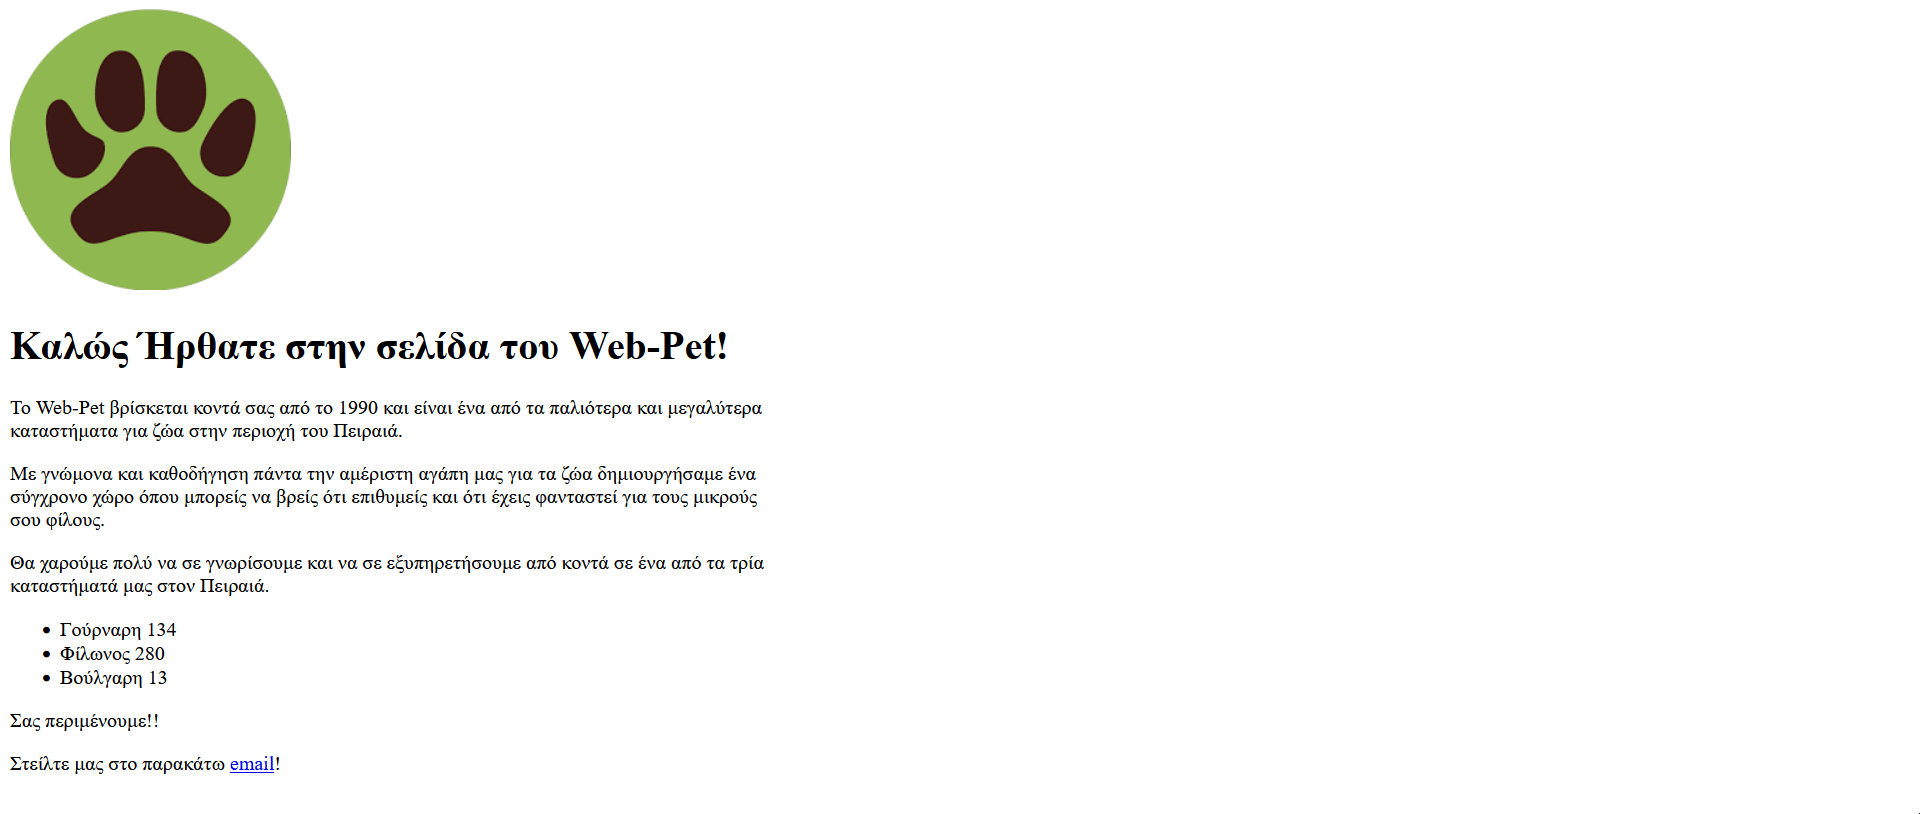 Καλώς Ήρθατε στην σελίδα του Web-Pet!
Το Web-Pet βρίσκεται κοντά σας από το 1990 και είναι ένα από τα παλιότερα και μεγαλύτερα
καταστήματα για ζώα στην περιοχή του Πειραιά.
Με γνώμονα και καθοδήγηση πάντα την αμέριστη αγάπη μας για τα ζώα δημιουργήσαμε ένα
σύγχρονο χώρο όπου μπορείς να βρείς ότι επιθυμείς και ότι έχεις φανταστεί για τους μικρούς
σου φίλους.
Θα χαρούμε πολύ να σε γνωρίσουμε και να σε εξυπηρετήσουμε από κοντά σε ένα από τα τρία
καταστήματά μας στον Πειραιά.
• Γούρναρη 134
• Φίλωνος 280
• Βούλγαρη 13
Σας περιμένουμε!!
Στείλτε μας στο παρακάτω email!